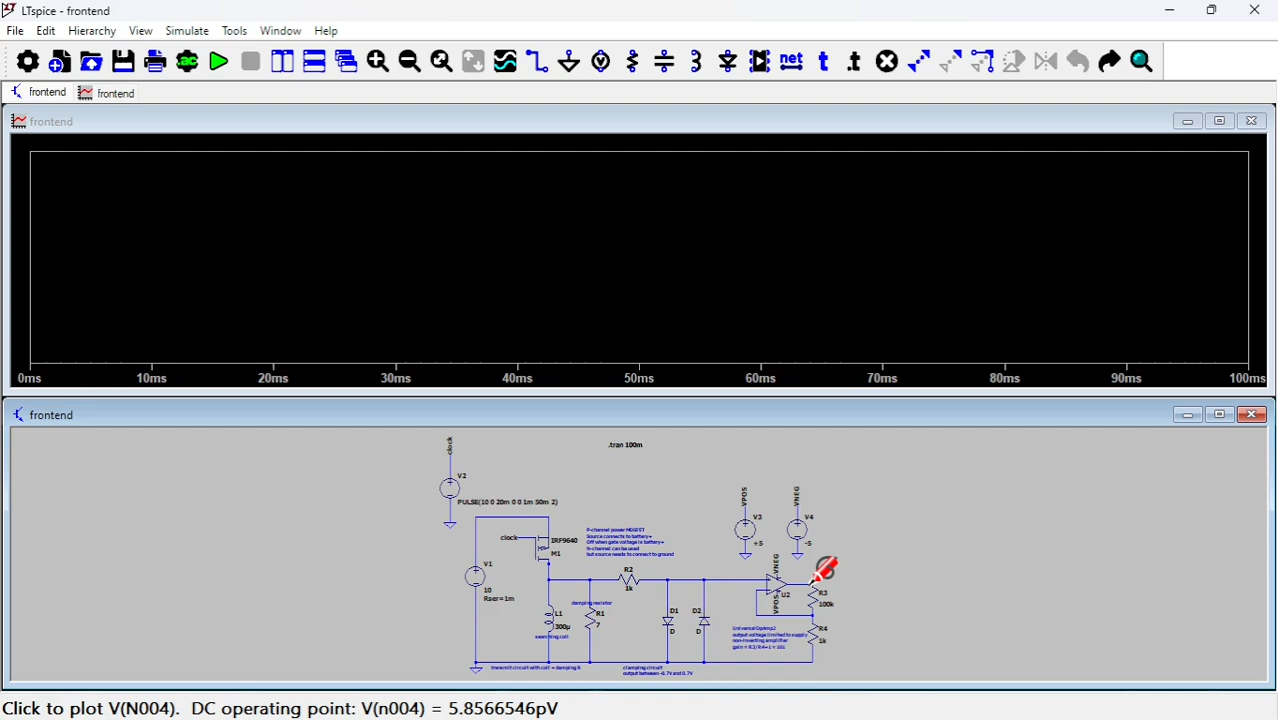 LTspice - frontend
File Edit Hierarchy View Simulate Tools Window Help
.ac net t .t
frontend frontend
frontend
0ms 10ms 20ms 30ms 40ms 50ms 60ms 70ms 80ms 90ms 100ms
frontend
clock
.tran 100m
V2
PULSE(10 0 20m 0 0 1m 50m 2)
VPOS
VNEG
V3
+5
V4
-5
clock
IRF9640
M1
P-channel power MOSFET
Source connects to battery+
Off when gate voltage is battery+
N-channel can be used
but source needs to connect to ground
V1
10
Rser=1m
R2
1k
VNEG
U2
VPOS
R3
100k
damping resistor
L1
300µ
searching coil
R1
7
D1
D
D2
D
R4
1k
UniversalOpAmp2
output voltage limited to supply
non-inverting amplifier
gain = R3/R4+1 = 101
transmit circuit with coil + damping R
clamping circuit
output between -0.7V and 0.7V
Click to plot V(N004). DC operating point: V(n004) = 5.8566546pV